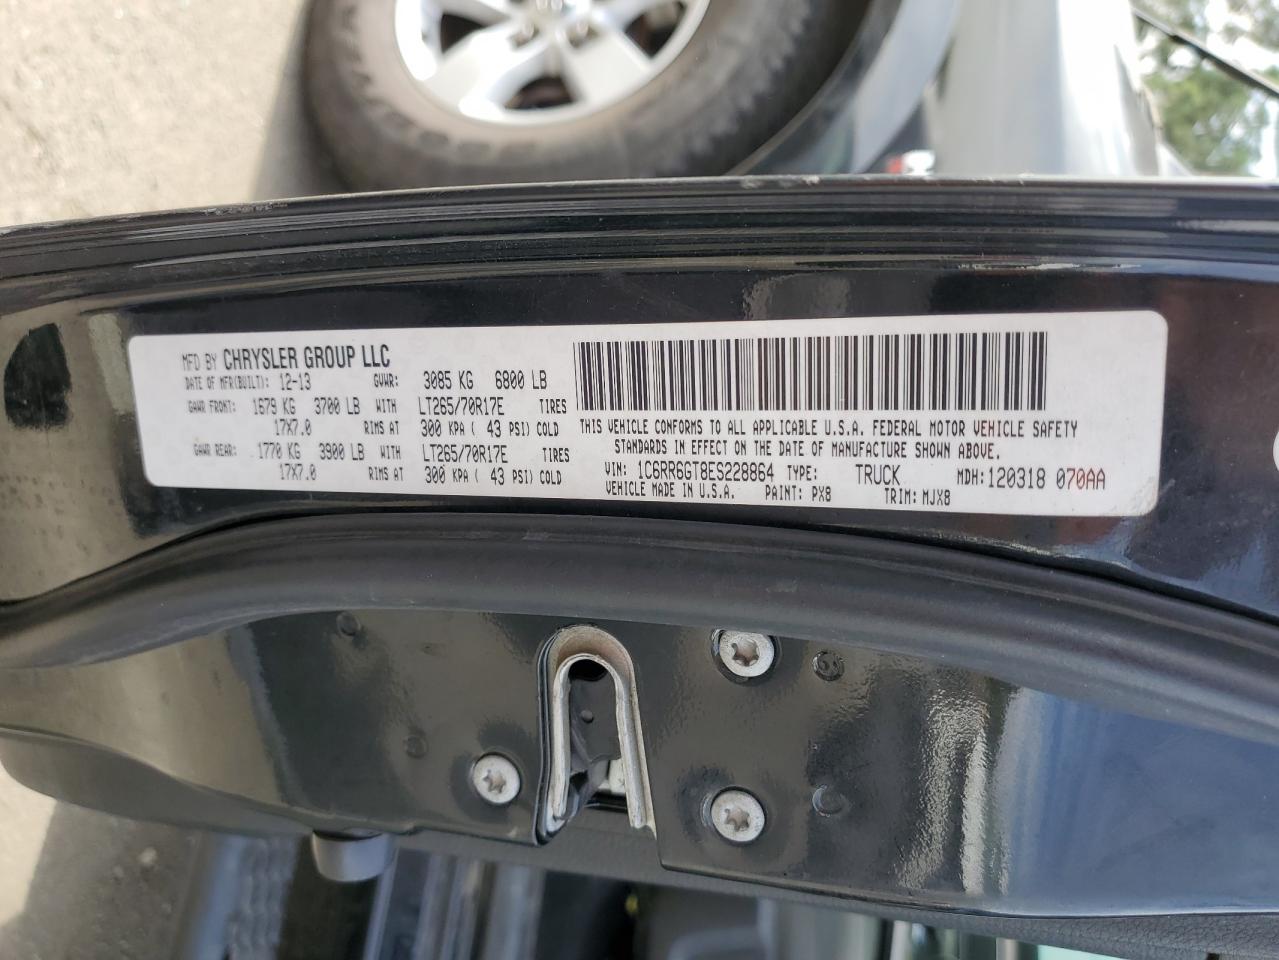 MFD BY CHRYSLER GROUP LLC
DATE OF MFR(BUILT): 12-13 GVWR: 3085 KG 6800 LB
GAWR FRONT: 1679 KG 3700 LB WITH LT265/70R17E TIRES
17X7.0 RIMS AT 300 KPA ( 43 PSI) COLD
GAWR REAR: 1770 KG 3900 LB WITH LT265/70R17E TIRES
17X7.0 RIMS AT 300 KPA ( 43 PSI) COLD
THIS VEHICLE CONFORMS TO ALL APPLICABLE U.S.A. FEDERAL MOTOR VEHICLE SAFETY
STANDARDS IN EFFECT ON THE DATE OF MANUFACTURE SHOWN ABOVE.
VIN: 1C6RR6GT8ES228864 TYPE: TRUCK MDH:120318 070AA
VEHICLE MADE IN U.S.A. PAINT: PX8 TRIM: MJX8